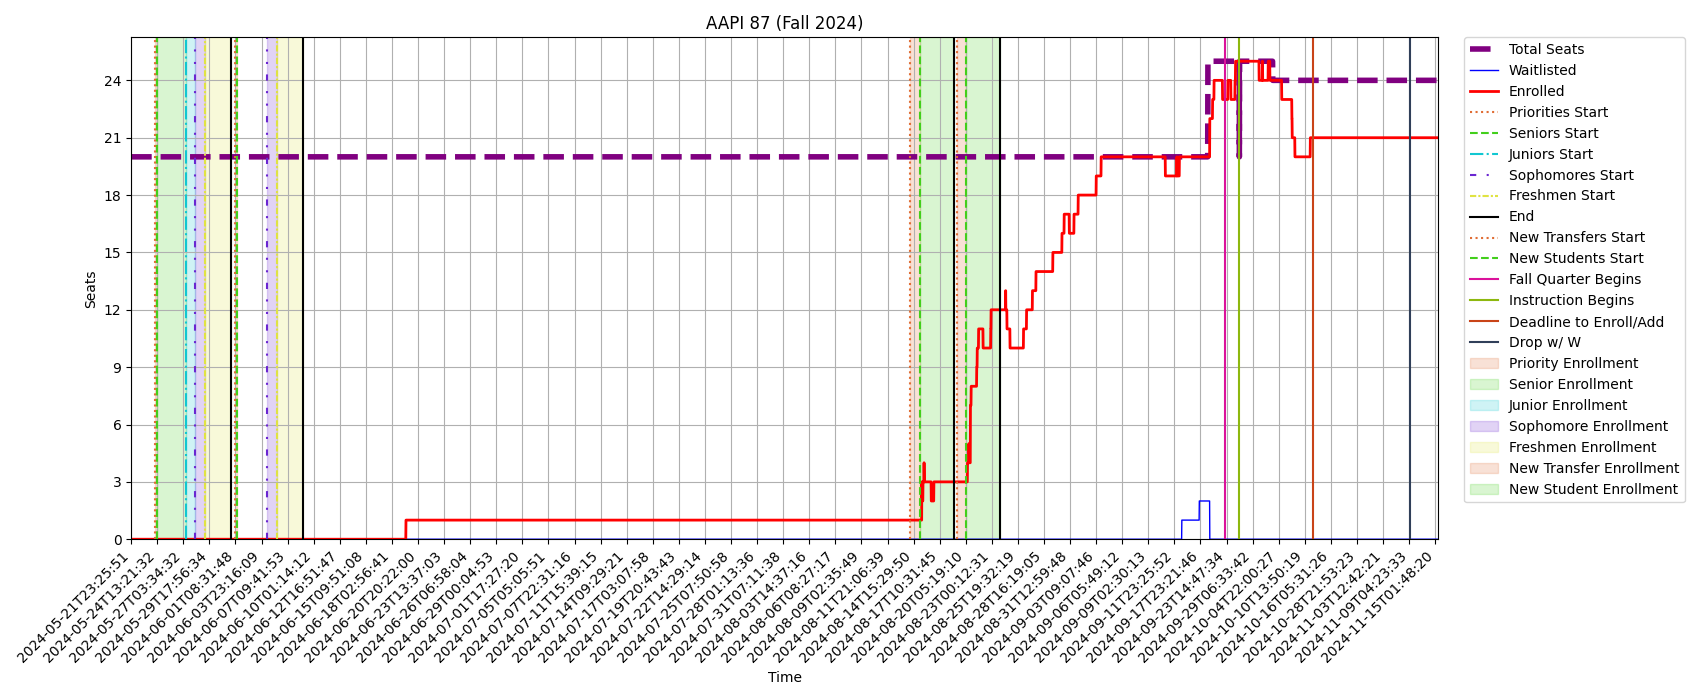 AAPI 87 (Fall 2024)
Seats
24
21
18
15
12
9
6
3
0
2024-05-21T23:25:51
2024-05-24T13:21:32
2024-05-27T03:34:32
2024-05-29T17:56:34
2024-06-01T08:31:48
2024-06-03T23:16:09
2024-06-07T09:41:53
2024-06-10T01:14:12
2024-06-12T16:51:47
2024-06-15T09:51:08
2024-06-18T02:56:41
2024-06-20T20:22:00
2024-06-23T13:37:03
2024-06-26T06:58:04
2024-06-29T00:04:53
2024-07-01T17:27:20
2024-07-05T05:05:51
2024-07-07T22:31:16
2024-07-11T15:39:15
2024-07-14T09:29:21
2024-07-17T03:07:58
2024-07-19T20:43:43
2024-07-22T14:29:14
2024-07-25T07:50:58
2024-07-28T01:13:36
2024-07-31T07:11:38
2024-08-03T14:37:16
2024-08-06T08:27:17
2024-08-09T02:35:49
2024-08-11T21:06:39
2024-08-14T15:29:50
2024-08-17T10:31:45
2024-08-20T05:19:10
2024-08-23T00:12:31
2024-08-25T19:32:19
2024-08-28T16:19:05
2024-08-31T12:59:48
2024-09-03T09:07:46
2024-09-06T05:49:12
2024-09-09T02:30:13
2024-09-11T23:25:52
2024-09-17T23:21:46
2024-09-23T14:47:34
2024-09-29T06:33:42
2024-10-04T22:00:27
2024-10-10T13:50:19
2024-10-16T05:31:26
2024-10-28T21:53:23
2024-11-03T12:42:21
2024-11-09T04:23:33
2024-11-15T01:48:20
Time
Total Seats
Waitlisted
Enrolled
Priorities Start
Seniors Start
Juniors Start
Sophomores Start
Freshmen Start
End
New Transfers Start
New Students Start
Fall Quarter Begins
Instruction Begins
Deadline to Enroll/Add
Drop w/ W
Priority Enrollment
Senior Enrollment
Junior Enrollment
Sophomore Enrollment
Freshmen Enrollment
New Transfer Enrollment
New Student Enrollment